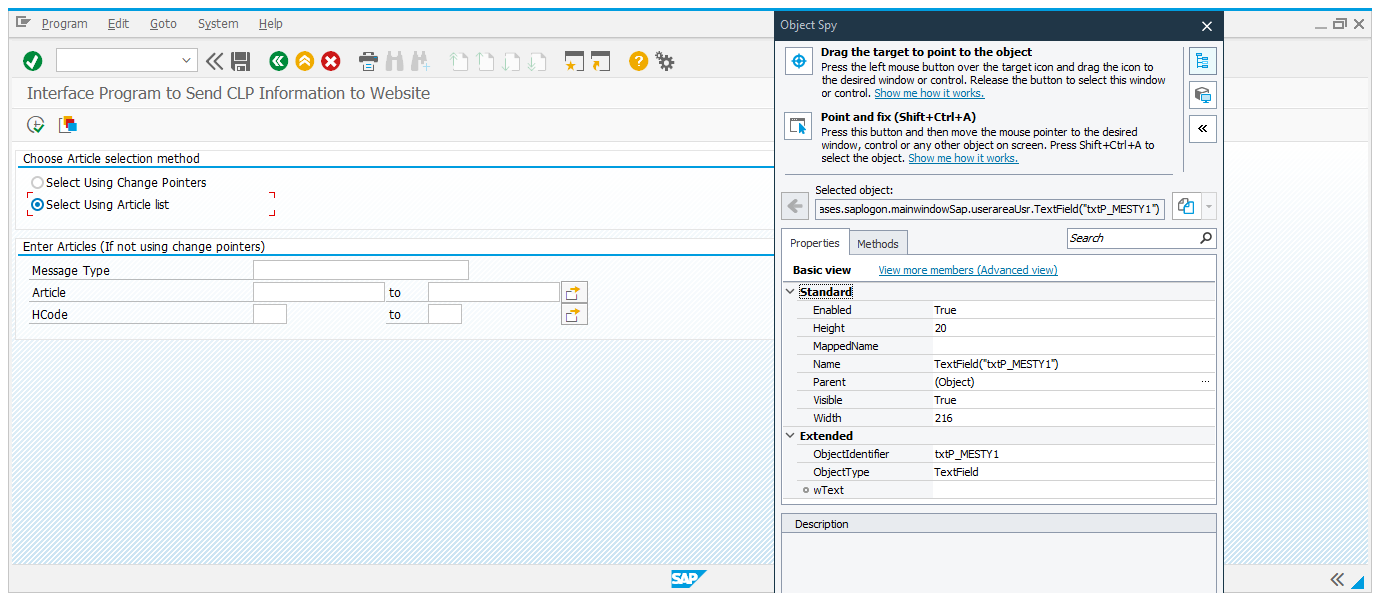 Program Edit Goto System Help
Interface Program to Send CLP Information to Website
Choose Article selection method
Select Using Change Pointers
Select Using Article list
Enter Articles (If not using change pointers)
Message Type
Article to
HCode to
SAP
Object Spy
Drag the target to point to the object
Press the left mouse button over the target icon and drag the icon to
the desired window or control. Release the button to select this window
or control. Show me how it works.
Point and fix (Shift+Ctrl+A)
Press this button and then move the mouse pointer to the desired
window, control or any other object on screen. Press Shift+Ctrl+A to
select the object. Show me how it works.
Selected object:
ases.saplogon.mainwindowSap.userareaUsr.TextField("txtP_MESTY1")
Properties Methods Search
Basic view View more members (Advanced view)
Standard
Enabled True
Height 20
MappedName
Name TextField("txtP_MESTY1")
Parent (Object) ...
Visible True
Width 216
Extended
ObjectIdentifier txtP_MESTY1
ObjectType TextField
wText
Description